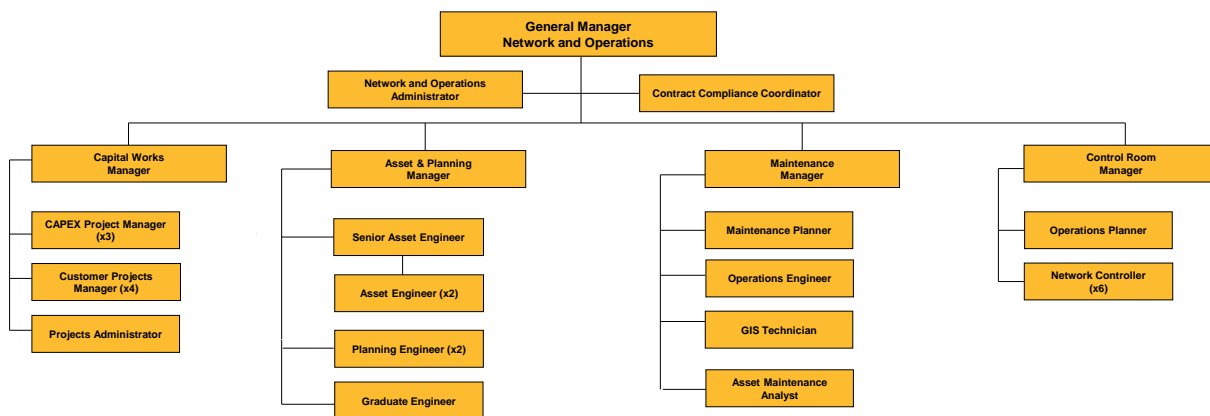 General Manager
Network and Operations
Network and Operations
Administrator
Contract Compliance Coordinator
Capital Works
Manager
CAPEX Project Manager
(x3)
Customer Projects
Manager (x4)
Projects Administrator
Asset & Planning
Manager
Senior Asset Engineer
Asset Engineer (x2)
Planning Engineer (x2)
Graduate Engineer
Maintenance
Manager
Maintenance Planner
Operations Engineer
GIS Technician
Asset Maintenance
Analyst
Control Room
Manager
Operations Planner
Network Controller
(x6)